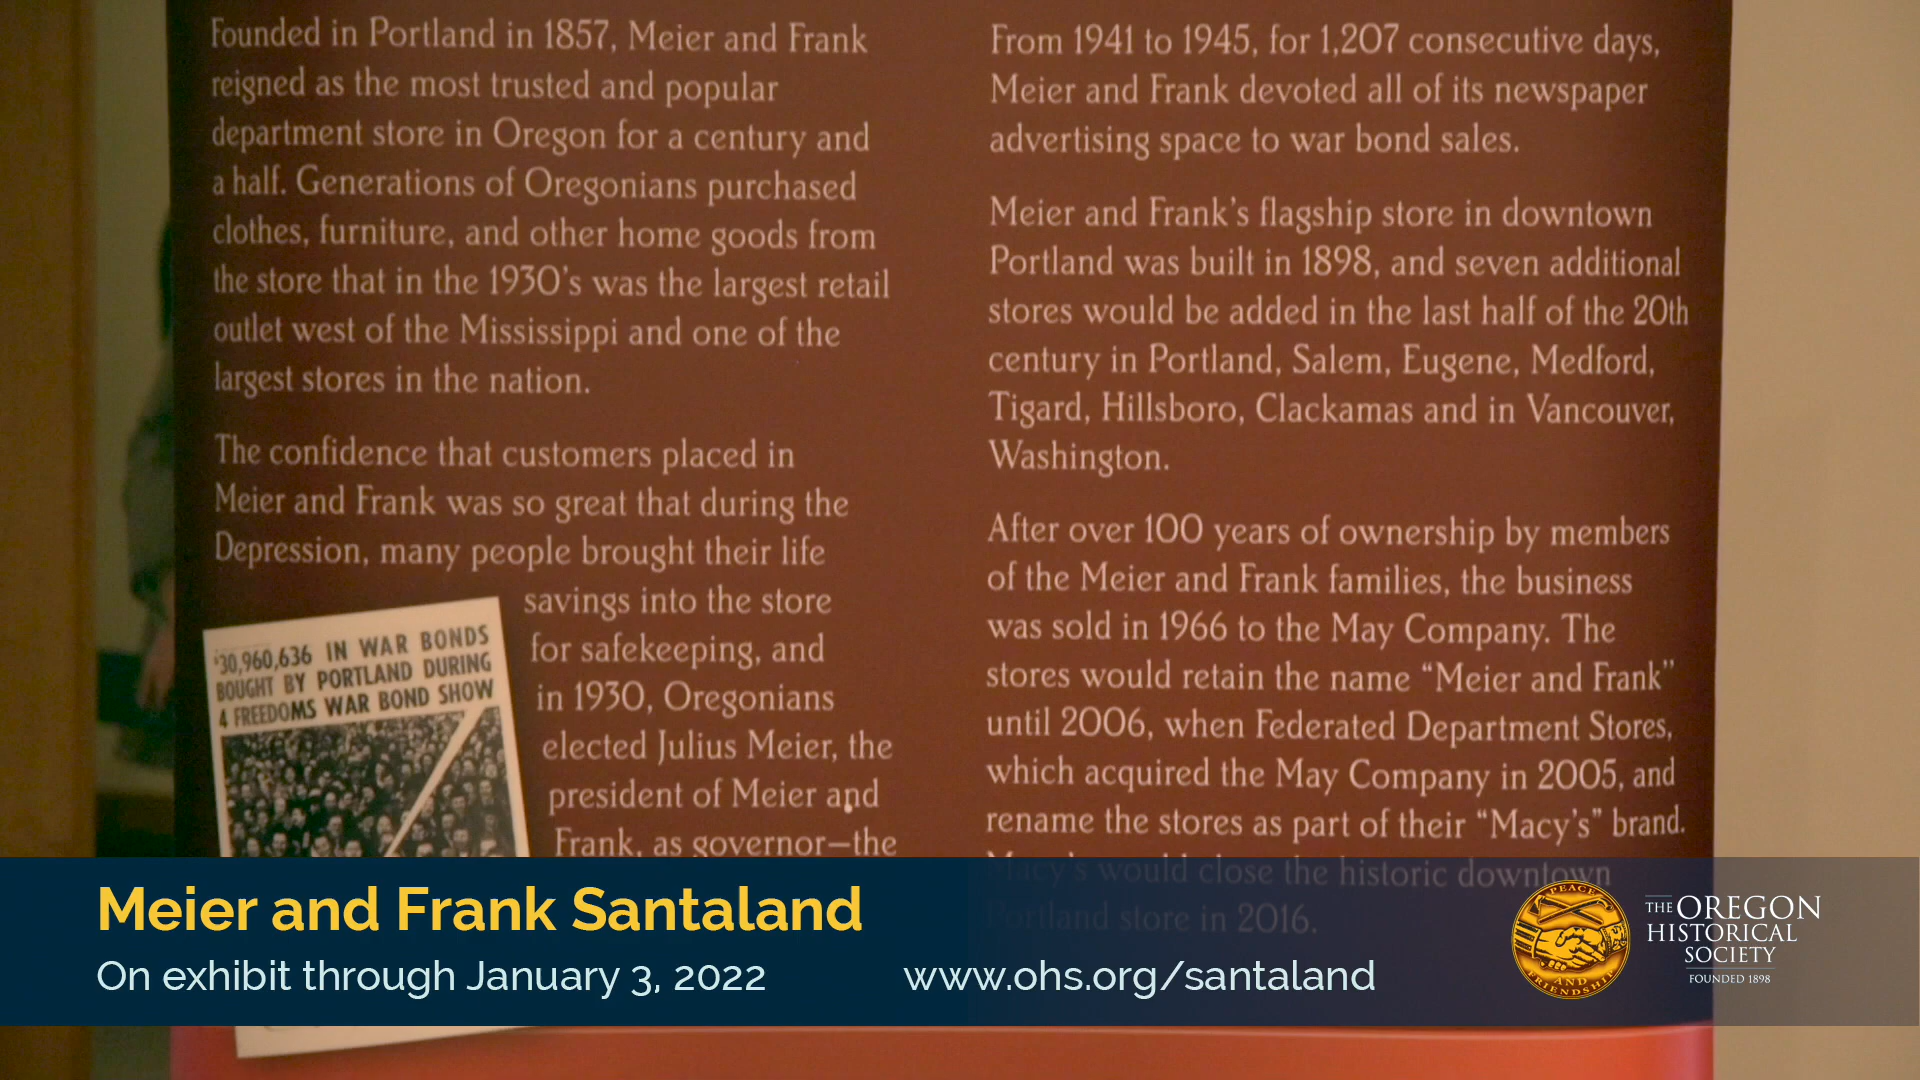 Founded in Portland in 1857, Meier and Frank
reigned as the most trusted and popular
department store in Oregon for a century and
a half. Generations of Oregonians purchased
clothes, furniture, and other home goods from
the store that in the 1930's was the largest retail
outlet west of the Mississippi and one of the
largest stores in the nation.
The confidence that customers placed in
Meier and Frank was so great that during the
Depression, many people brought their life
savings into the store
for safekeeping, and
in 1930, Oregonians
elected Julius Meier, the
president of Meier and
Frank, as governor—the
$30,960,636 IN WAR BONDS
BOUGHT BY PORTLAND DURING
4 FREEDOMS WAR BOND SHOW
From 1941 to 1945, for 1,207 consecutive days,
Meier and Frank devoted all of its newspaper
advertising space to war bond sales.
Meier and Frank's flagship store in downtown
Portland was built in 1898, and seven additional
stores would be added in the last half of the 20th
century in Portland, Salem, Eugene, Medford,
Tigard, Hillsboro, Clackamas and in Vancouver,
Washington.
After over 100 years of ownership by members
of the Meier and Frank families, the business
was sold in 1966 to the May Company. The
stores would retain the name “Meier and Frank”
until 2006, when Federated Department Stores,
which acquired the May Company in 2005, and
rename the stores as part of their “Macy's” brand.
Macy's would close the historic downtown
Portland store in 2016.
Meier and Frank Santaland
On exhibit through January 3, 2022
www.ohs.org/santaland
PEACE
AND
FRIENDSHIP
THE OREGON
HISTORICAL
SOCIETY
FOUNDED 1898